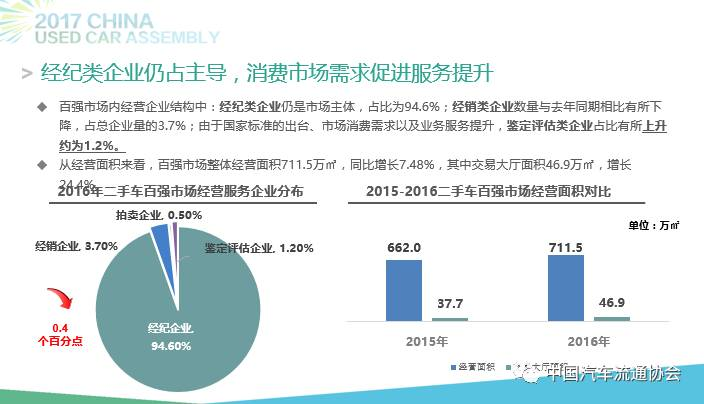 2017 CHINA
USED CAR ASSEMBLY
> 经纪类企业仍占主导，消费市场需求促进服务提升
◆ 百强市场内经营企业结构中：经纪类企业仍是市场主体，占比为94.6%；经销类企业数量与去年同期相比有所下
降，占总企业量的3.7%；由于国家标准的出台、市场消费需求以及业务服务提升，鉴定评估类企业占比有所上升
约为1.2%。
◆ 从经营面积来看，百强市场整体经营面积711.5万㎡，同比增长7.48%，其中交易大厅面积46.9万㎡，增长
24.4%
2016年二手车百强市场经营服务企业分布
拍卖企业, 0.50%
经销企业, 3.70%
鉴定评估企业, 1.20%
0.4
个百分点
经纪企业,
94.60%
2015-2016二手车百强市场经营面积对比
单位：万㎡
662.0
37.7
711.5
46.9
2015年
2016年
经营面积
大厅面积
中国汽车流通协会